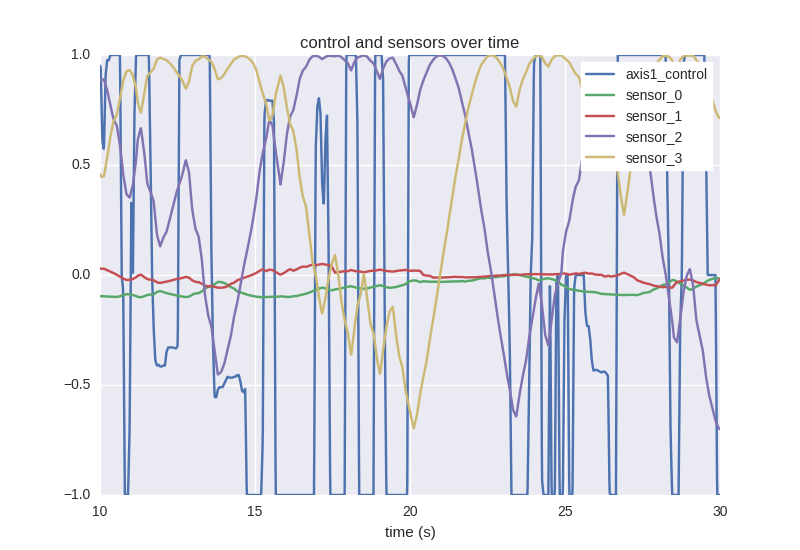 control and sensors over time
1.0
0.5
0.0
−0.5
−1.0
axis1_control
sensor_0
sensor_1
sensor_2
sensor_3
10
15
20
25
30
time (s)